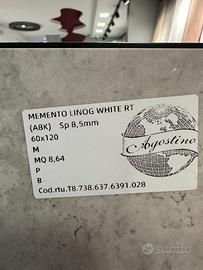 MEMENTO LINOG WHITE RT
(ABK) Sp 8,5mm
60x120
M
MQ 8,64
P
B
Cod.rtu.T8.738.637.6391.028
Agostino
subito